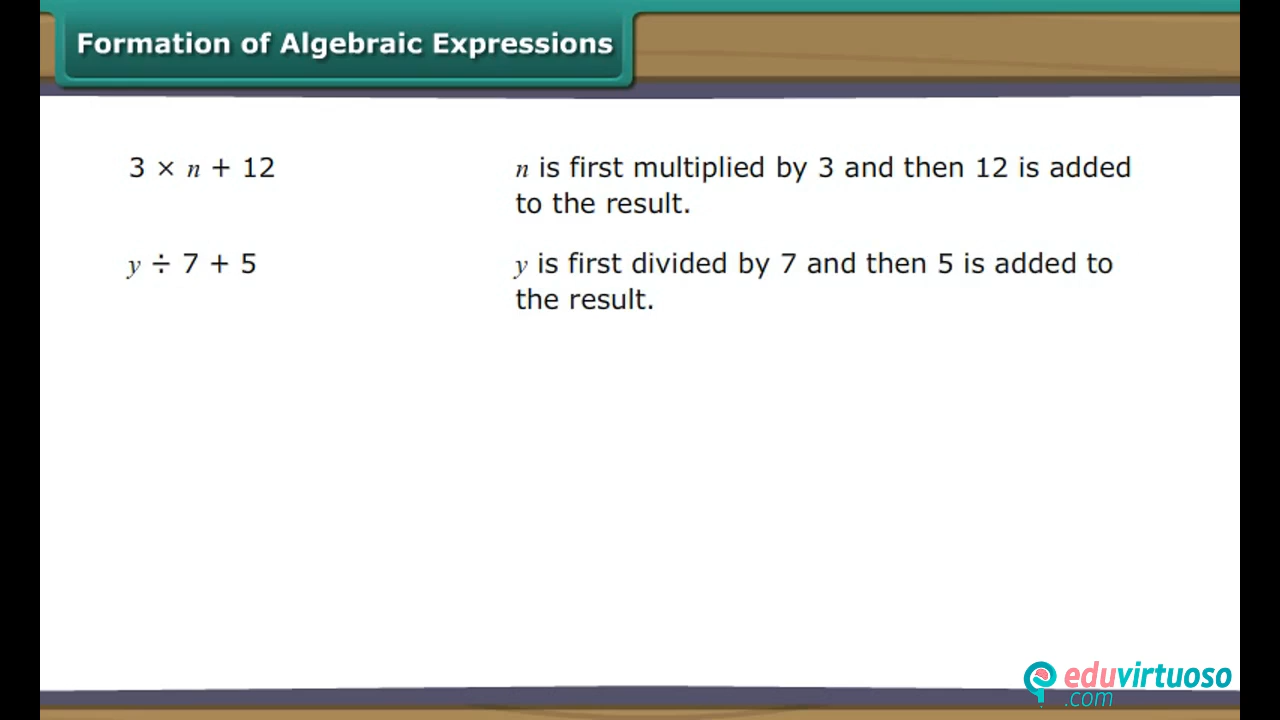 Formation of Algebraic Expressions
3 × n + 12
n is first multiplied by 3 and then 12 is added
to the result.
y ÷ 7 + 5
y is first divided by 7 and then 5 is added to
the result.
eduvirtuoso
.com